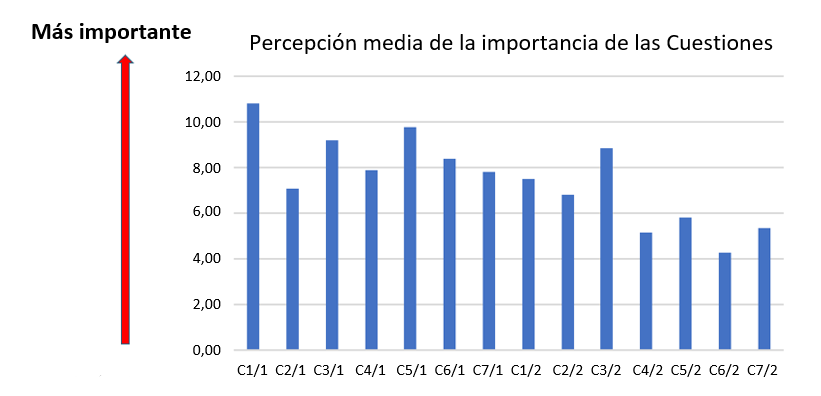 Más importante
Percepción media de la importancia de las Cuestiones
12,00
10,00
8,00
6,00
4,00
2,00
0,00
C1/1 C2/1 C3/1 C4/1 C5/1 C6/1 C7/1 C1/2 C2/2 C3/2 C4/2 C5/2 C6/2 C7/2